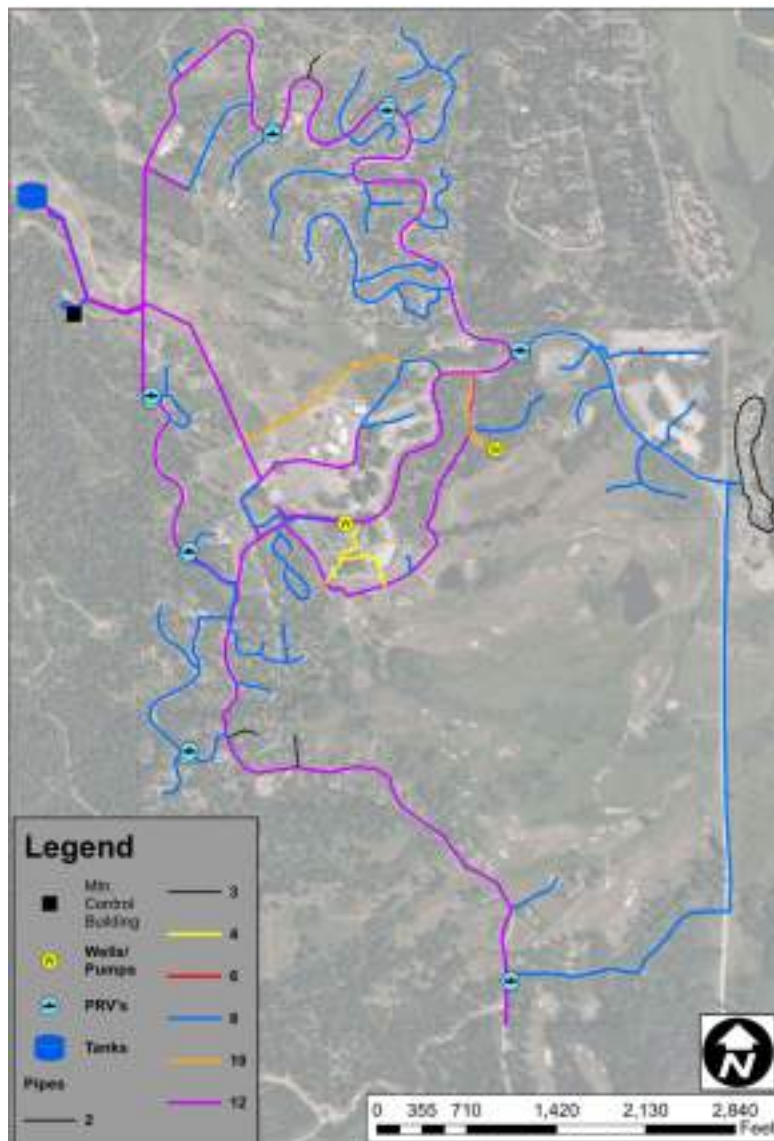 Legend
Mtn.
Control
Building
Wells/
Pumps
PRV's
Tanks
Pipes
2
3
4
6
8
10
12
N
0 355 710 1,420 2,130 2,840
Feet